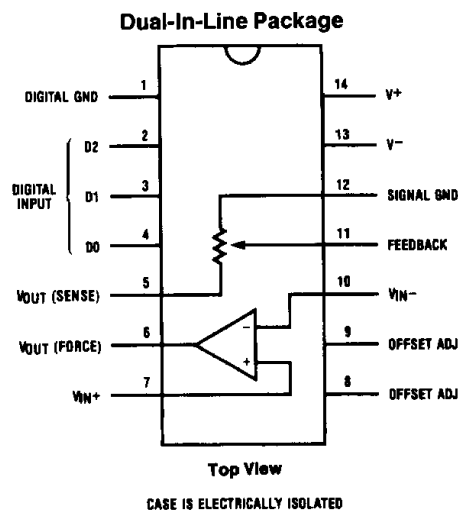 Dual-In-Line Package
DIGITAL GND 1
14 V+
DIGITAL INPUT
D2 2
13 V-
D1 3
12 SIGNAL GND
D0 4
11 FEEDBACK
VOUT (SENSE) 5
10 VIN-
VOUT (FORCE) 6
9 OFFSET ADJ
VIN+ 7
8 OFFSET ADJ
-
+
Top View
CASE IS ELECTRICALLY ISOLATED